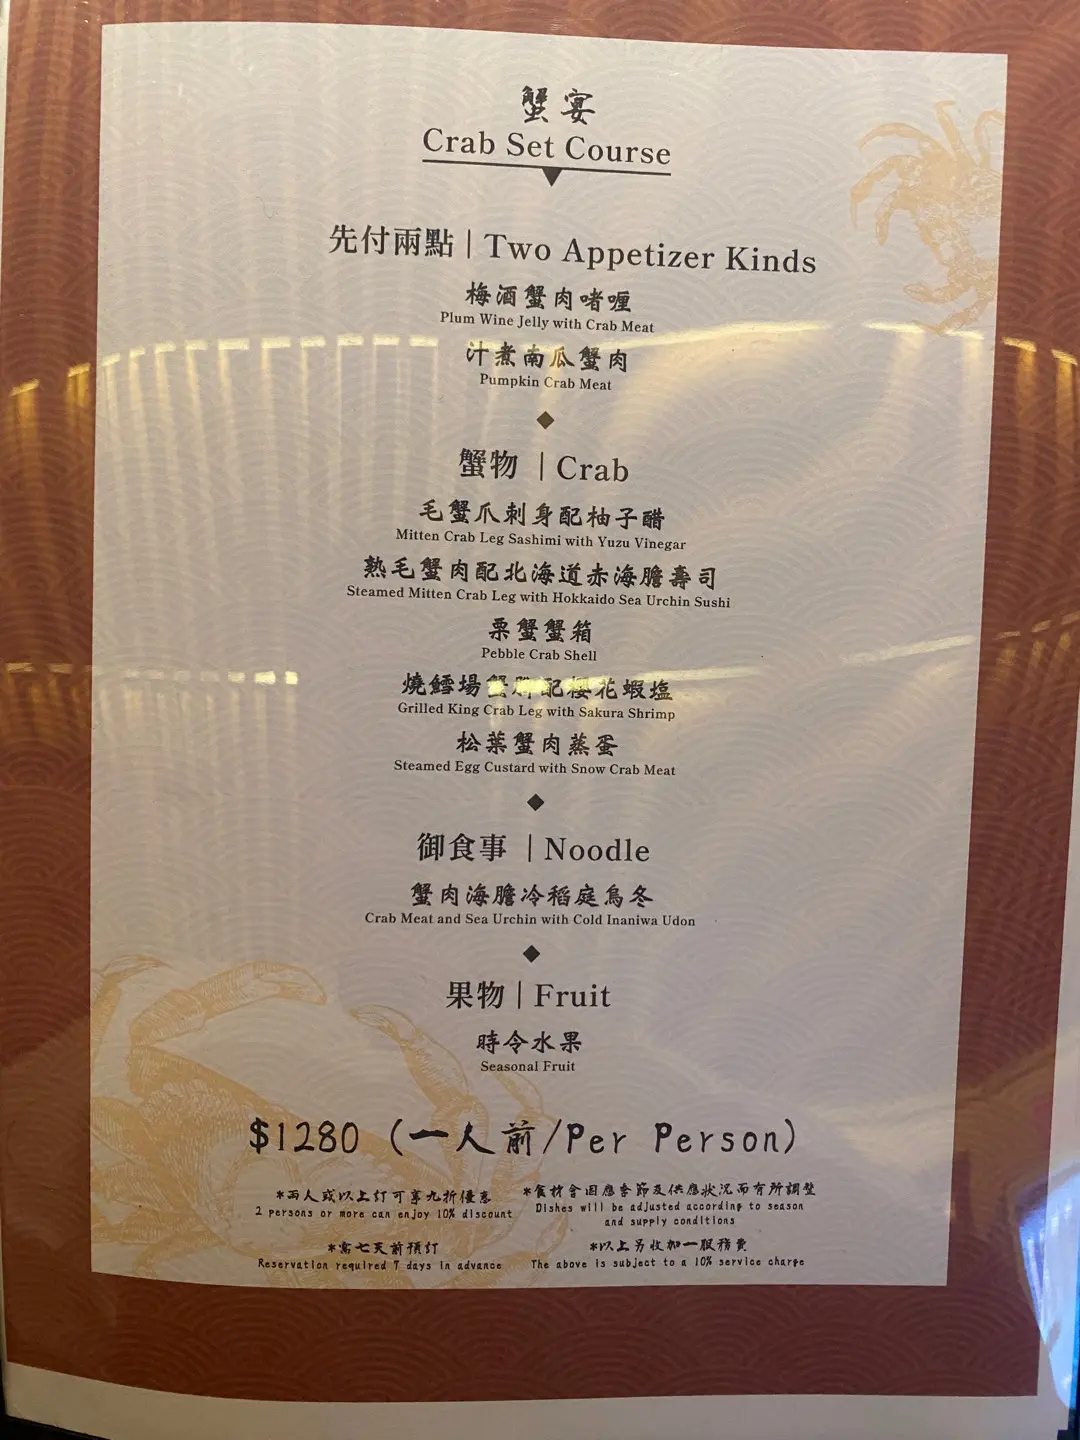 蟹宴
Crab Set Course
先付兩點 | Two Appetizer Kinds
梅酒蟹肉啫喱
Plum Wine Jelly with Crab Meat
汁煮南瓜蟹肉
Pumpkin Crab Meat
蟹物 | Crab
毛蟹爪刺身配柚子醋
Mitten Crab Leg Sashimi with Yuzu Vinegar
熟毛蟹肉配北海道赤海膽壽司
Steamed Mitten Crab Leg with Hokkaido Sea Urchin Sushi
栗蟹蟹箱
Pebble Crab Shell
燒鱈場蟹腳配櫻花蝦塩
Grilled King Crab Leg with Sakura Shrimp
松葉蟹肉蒸蛋
Steamed Egg Custard with Snow Crab Meat
御食事 | Noodle
蟹肉海膽冷稻庭烏冬
Crab Meat and Sea Urchin with Cold Inaniwa Udon
果物 | Fruit
時令水果
Seasonal Fruit
$1280 (一人前/Per Person)
*兩人或以上訂可享九折優惠
2 persons or more can enjoy 10% discount
*食材會因應季節及供應狀況而有所調整
Dishes will be adjusted according to season
and supply conditions
*需七天前預訂
Reservation required 7 days in advance
*以上另收加一服務費
The above is subject to a 10% service charge